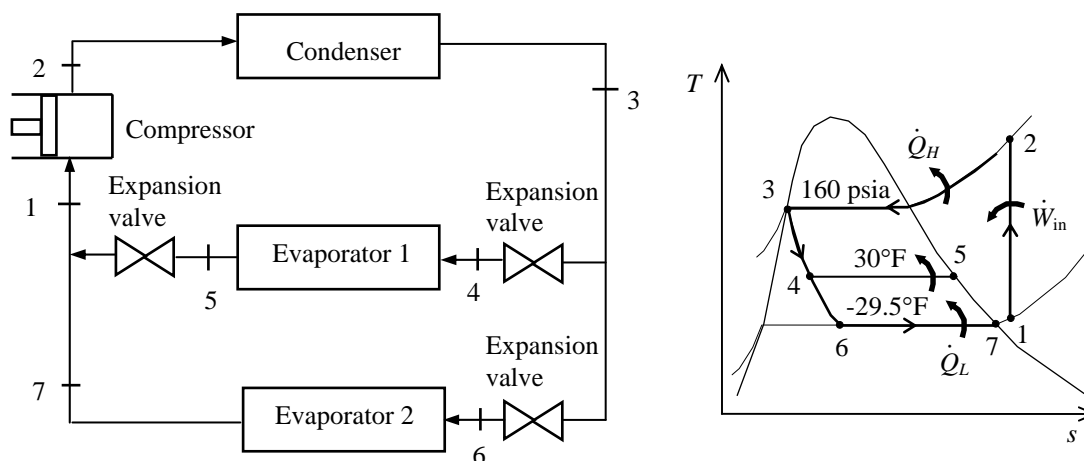 Condenser
2
3
Compressor
1
Expansion
valve
Expansion
valve
Evaporator 1
5
4
Expansion
valve
7
Evaporator 2
6
T
Q̇H
2
3
160 psia
Ẇin
30°F
5
4
-29.5°F
6
7
1
Q̇L
s